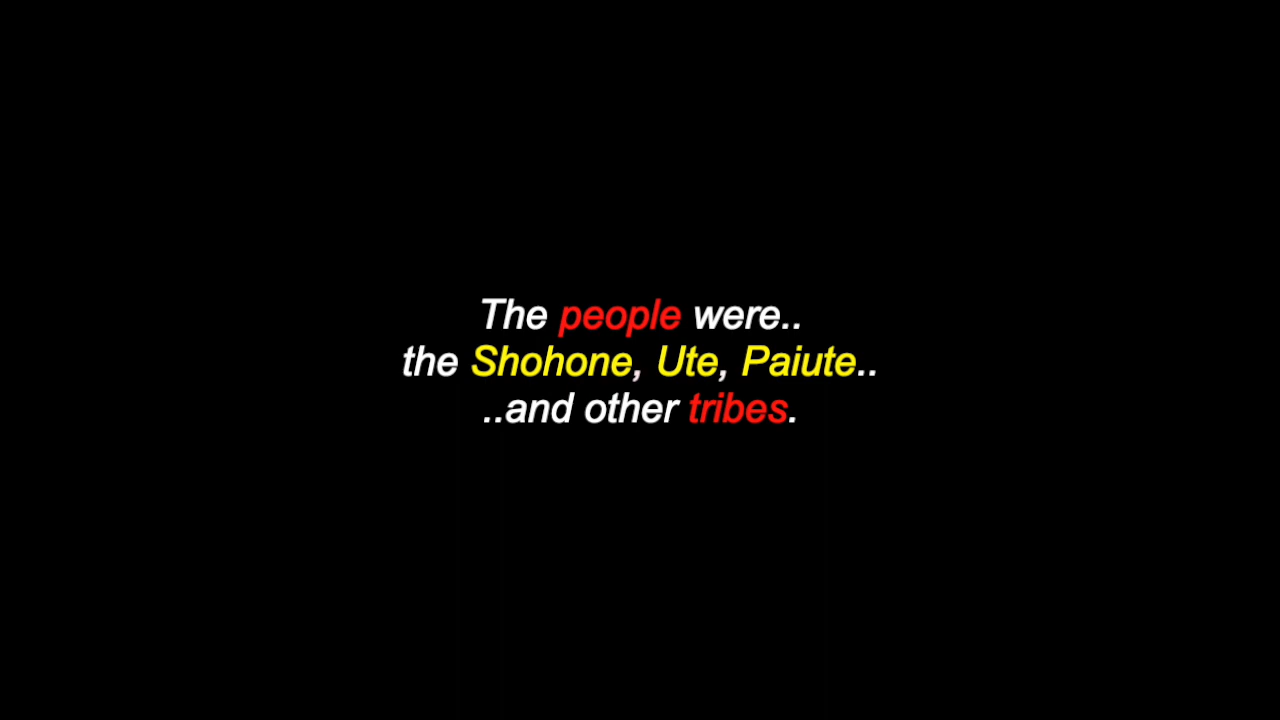 The people were..
the Shohone, Ute, Paiute..
..and other tribes.